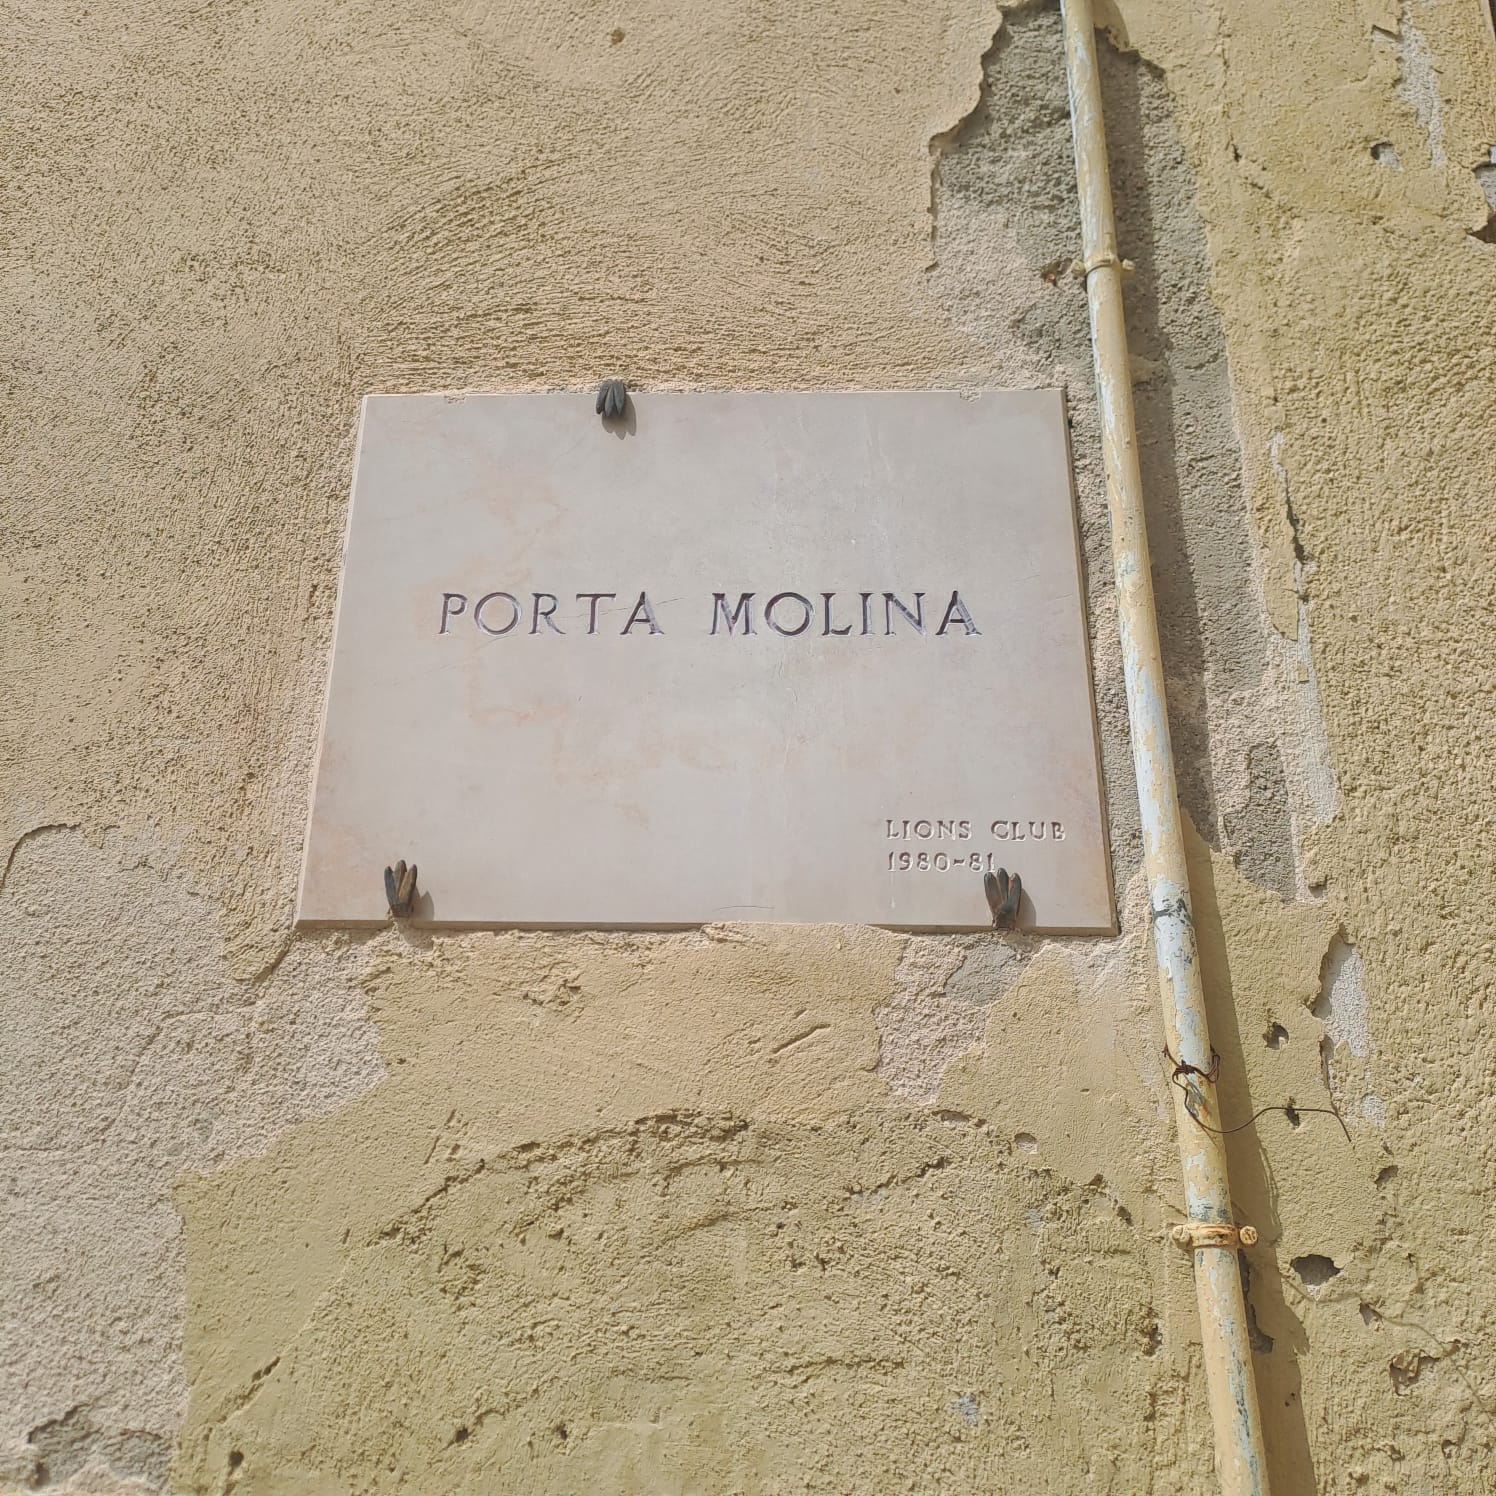 PORTA MOLINA
LIONS CLUB
1980-81